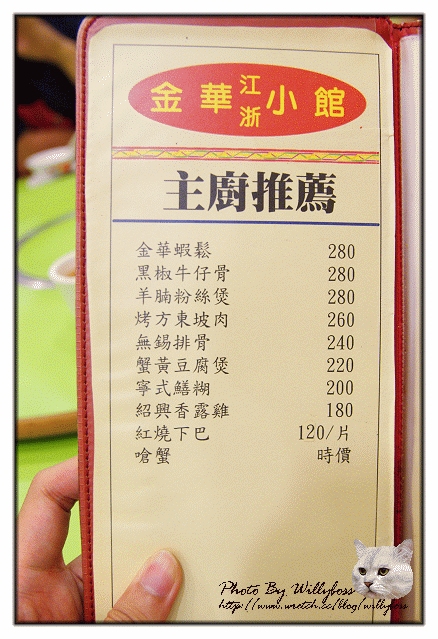 金華江浙小館
主廚推薦
金華蝦鬆 280
黑椒牛仔骨 280
羊腩粉絲煲 280
烤方東坡肉 260
無錫排骨 240
蟹黃豆腐煲 220
寧式鱔糊 200
紹興香露雞 180
紅燒下巴 120/片
嗆蟹 時價
Photo By Willyboss
http://www.wretch.cc/blog/willyboss